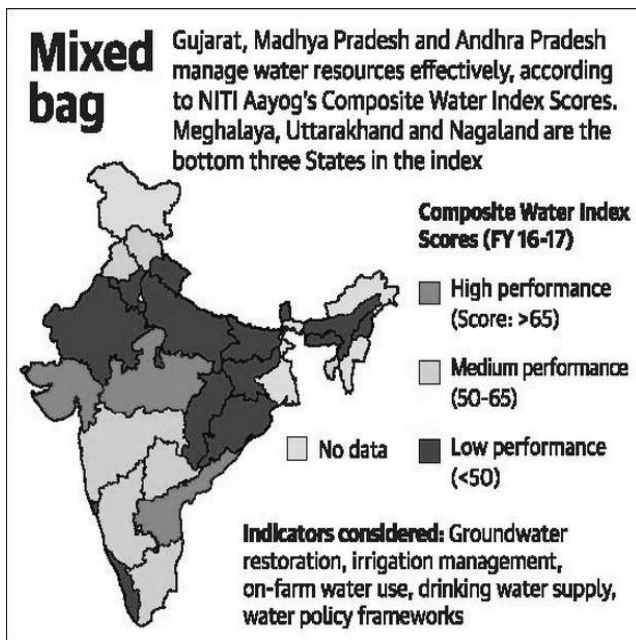 Mixed
bag
Gujarat, Madhya Pradesh and Andhra Pradesh
manage water resources effectively, according
to NITI Aayog's Composite Water Index Scores.
Meghalaya, Uttarakhand and Nagaland are the
bottom three States in the index
Composite Water Index
Scores (FY 16-17)
High performance
(Score: >65)
Medium performance
(50-65)
No data
Low performance
(<50)
Indicators considered: Groundwater
restoration, irrigation management,
on-farm water use, drinking water supply,
water policy frameworks